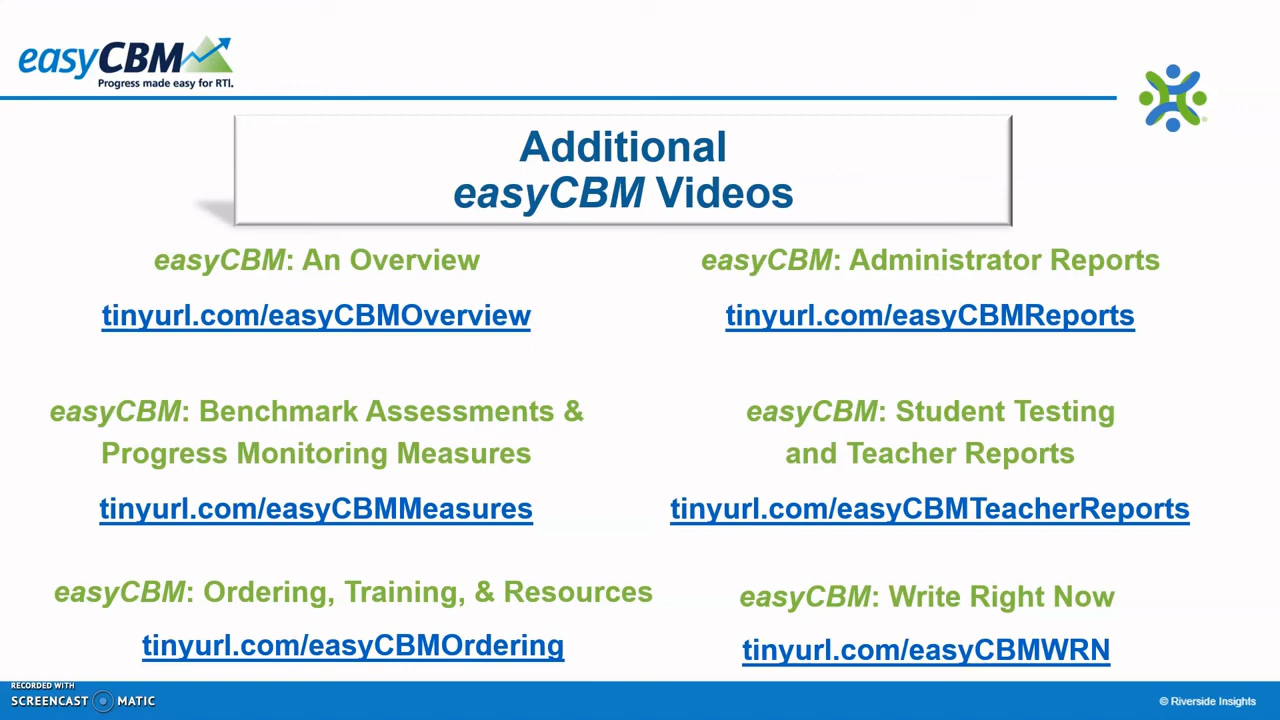 easyCBM
Progress made easy for RTI.
Additional
easyCBM Videos
easyCBM: An Overview
tinyurl.com/easyCBMOverview
easyCBM: Administrator Reports
tinyurl.com/easyCBMReports
easyCBM: Benchmark Assessments &
Progress Monitoring Measures
tinyurl.com/easyCBMMeasures
easyCBM: Student Testing
and Teacher Reports
tinyurl.com/easyCBMTeacherReports
easyCBM: Ordering, Training, & Resources
tinyurl.com/easyCBMOrdering
easyCBM: Write Right Now
tinyurl.com/easyCBMWRN
RECORDED WITH
SCREENCAST MATIC
© Riverside Insights